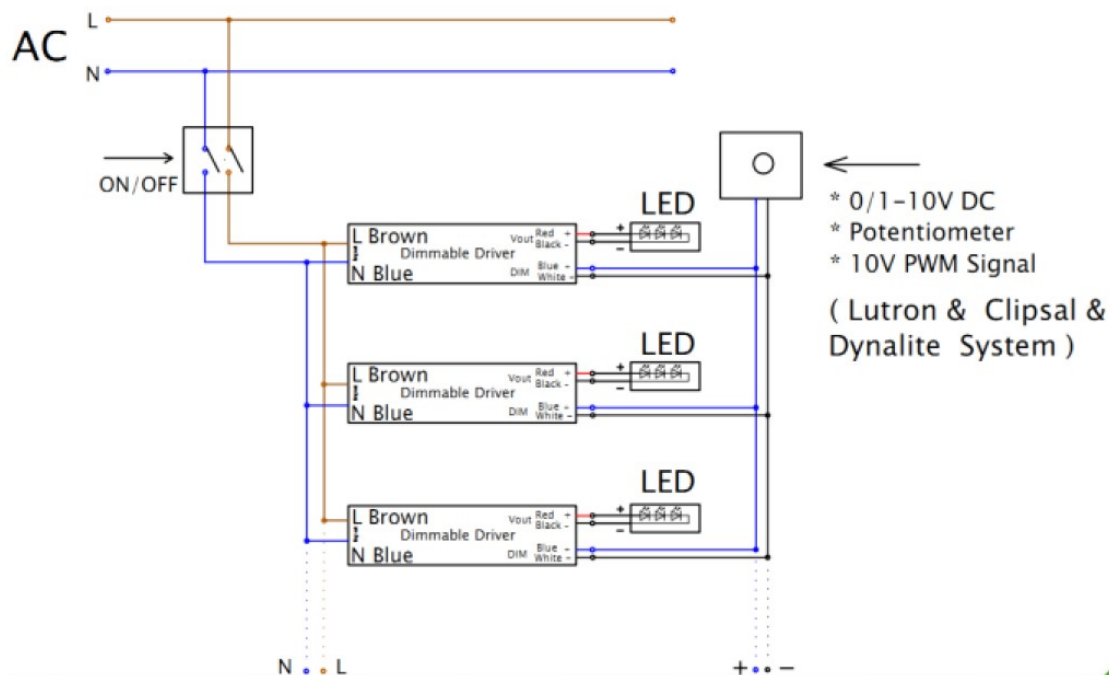 L
AC
N
ON/OFF
* 0/1-10V DC
* Potentiometer
* 10V PWM Signal
( Lutron & Clipsal &
Dynalite System )
LED
L Brown
Dimmable Driver
N Blue
Vout Red +
Black -
DIM Blue +
White -
+
−
LED
L Brown
Dimmable Driver
N Blue
Vout Red +
Black -
DIM Blue +
White -
+
−
LED
L Brown
Dimmable Driver
N Blue
Vout Red +
Black -
DIM Blue +
White -
+
−
N L
+ −